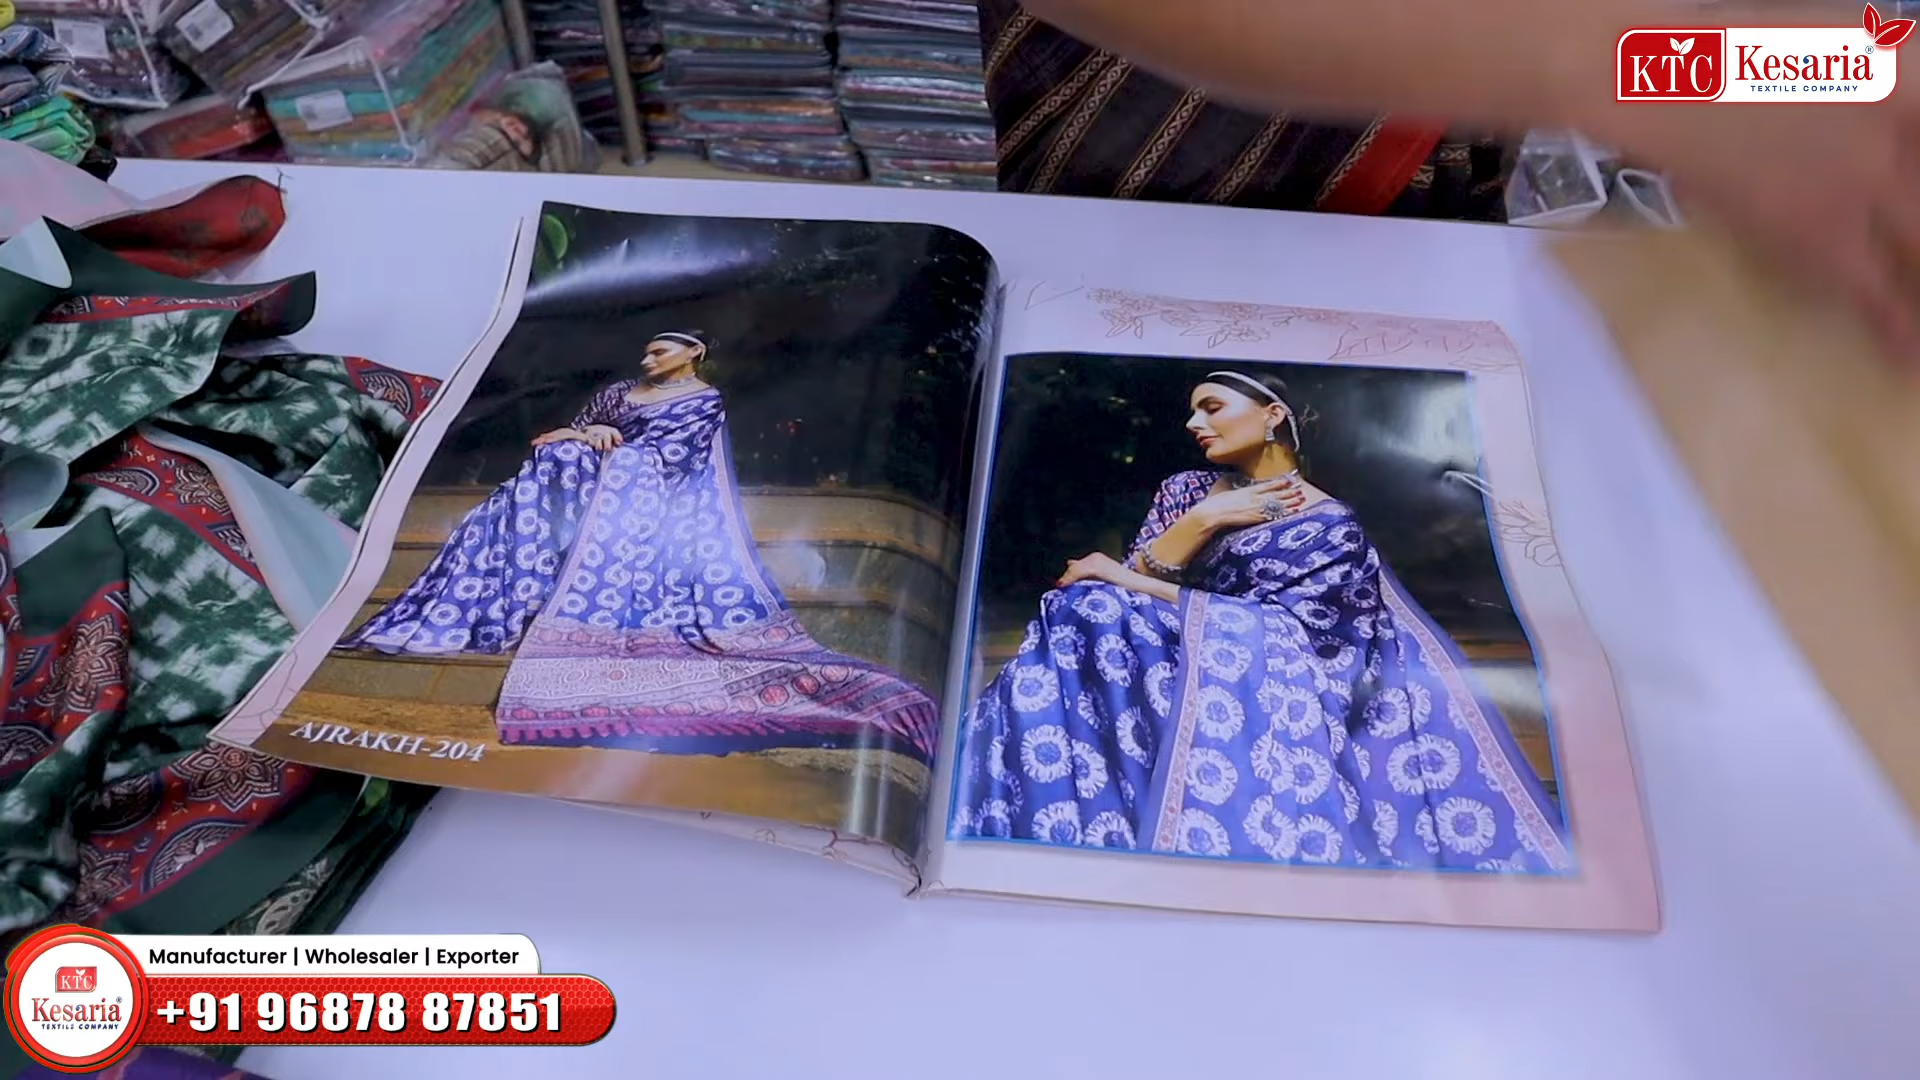 KTC Kesaria®
TEXTILE COMPANY
AJRAKH-204
Manufacturer | Wholesaler | Exporter
KTC
Kesaria®
TEXTILE COMPANY
+91 96878 87851